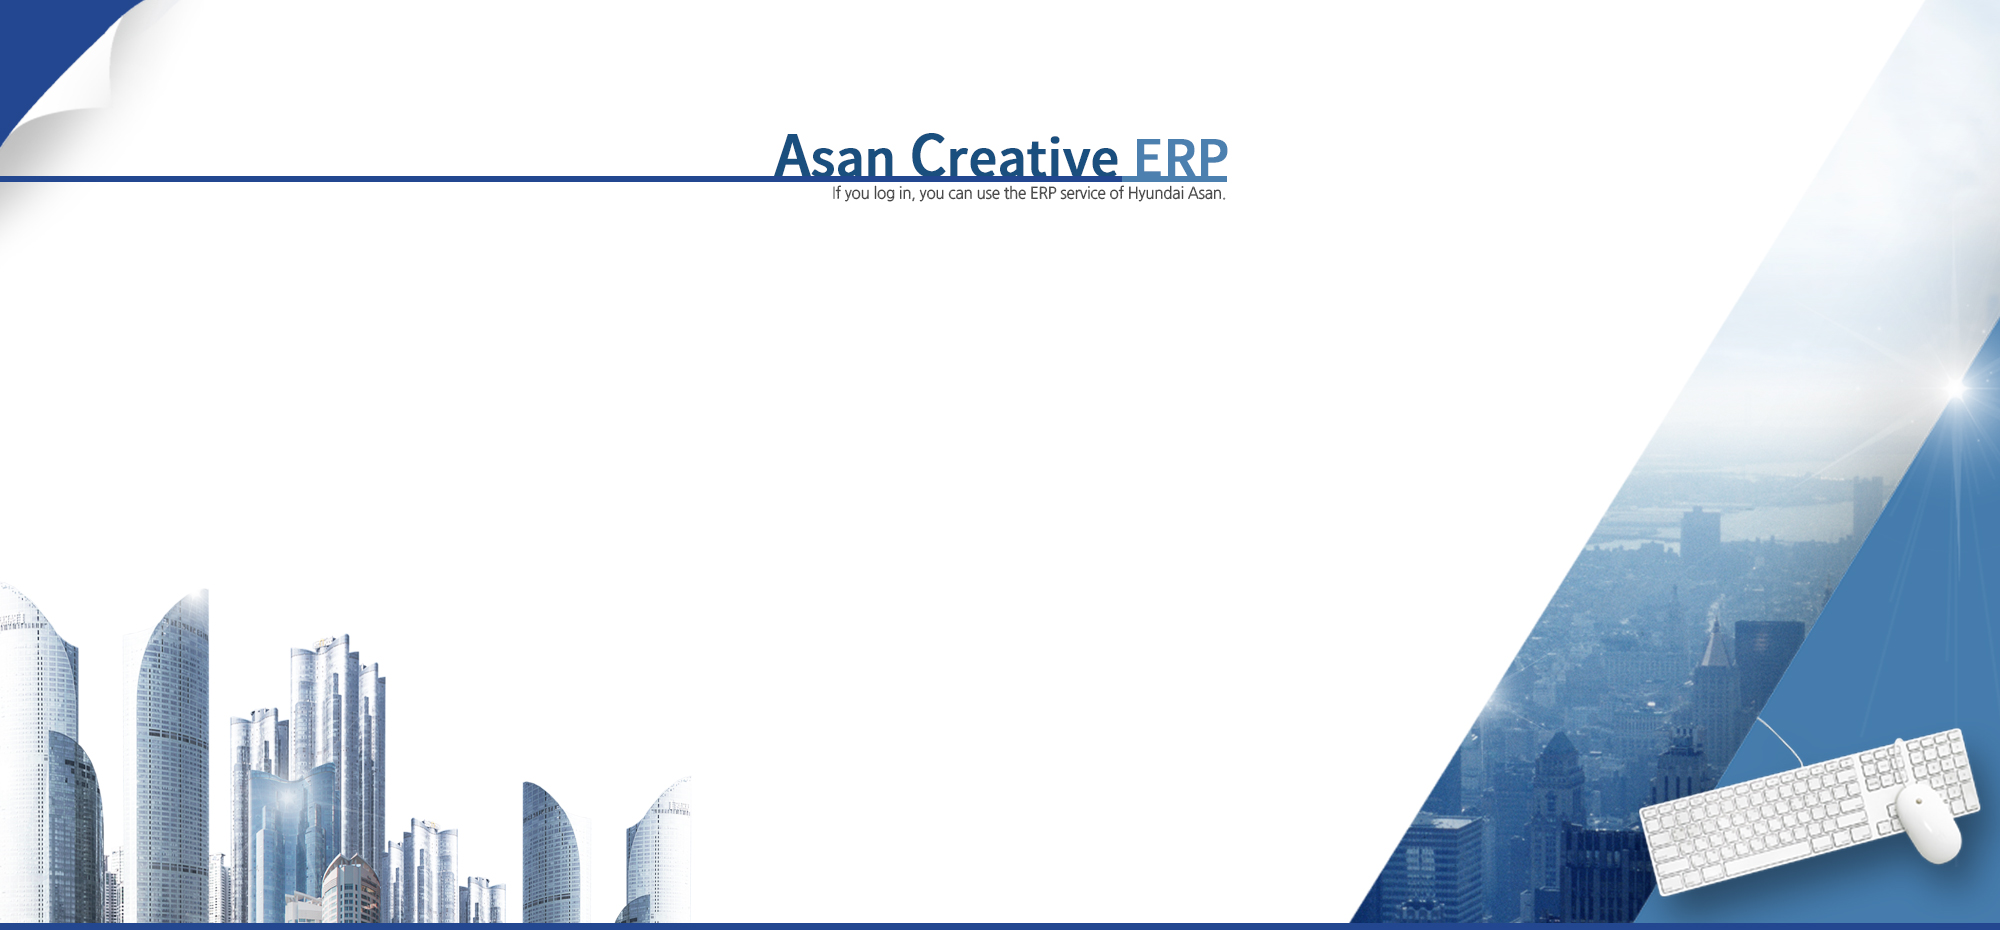 Asan Creative ERP
If you log in, you can use the ERP service of Hyundai Asan.